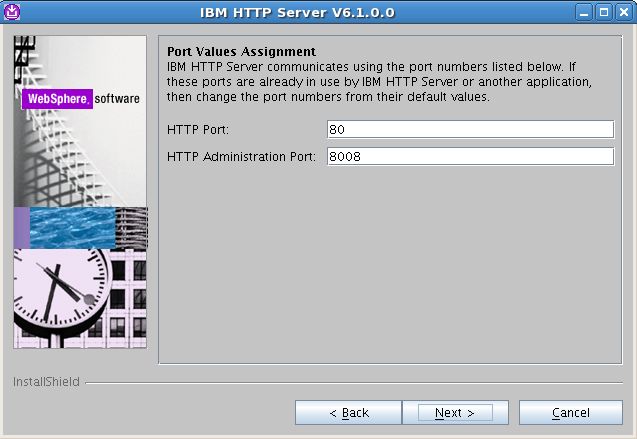 IBM HTTP Server V6.1.0.0
WebSphere. software
Port Values Assignment
IBM HTTP Server communicates using the port numbers listed below. If
these ports are already in use by IBM HTTP Server or another application,
then change the port numbers from their default values.
HTTP Port: 80
HTTP Administration Port: 8008
InstallShield
< Back Next > Cancel